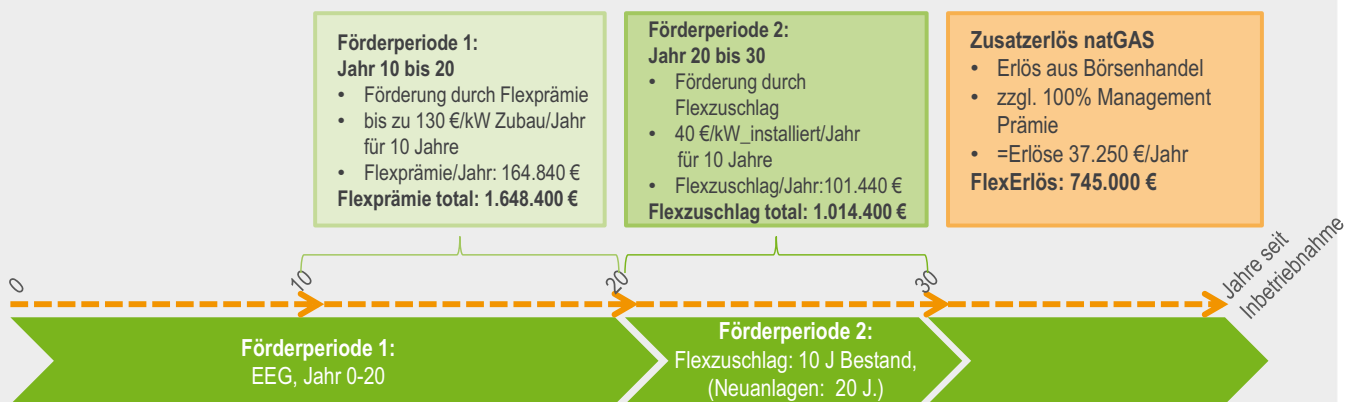 Förderperiode 1:
Jahr 10 bis 20
• Förderung durch Flexprämie
• bis zu 130 €/kW Zubau/Jahr
für 10 Jahre
• Flexprämie/Jahr: 164.840 €
Flexprämie total: 1.648.400 €
Förderperiode 2:
Jahr 20 bis 30
• Förderung durch
Flexzuschlag
• 40 €/kW_installiert/Jahr
für 10 Jahre
• Flexzuschlag/Jahr:101.440 €
Flexzuschlag total: 1.014.400 €
Zusatzerlös natGAS
• Erlös aus Börsenhandel
• zzgl. 100% Management
Prämie
• =Erlöse 37.250 €/Jahr
FlexErlös: 745.000 €
0
10
20
30
Jahre seit
Inbetriebnahme
Förderperiode 1:
EEG, Jahr 0-20
Förderperiode 2:
Flexzuschlag: 10 J Bestand,
(Neuanlagen: 20 J.)